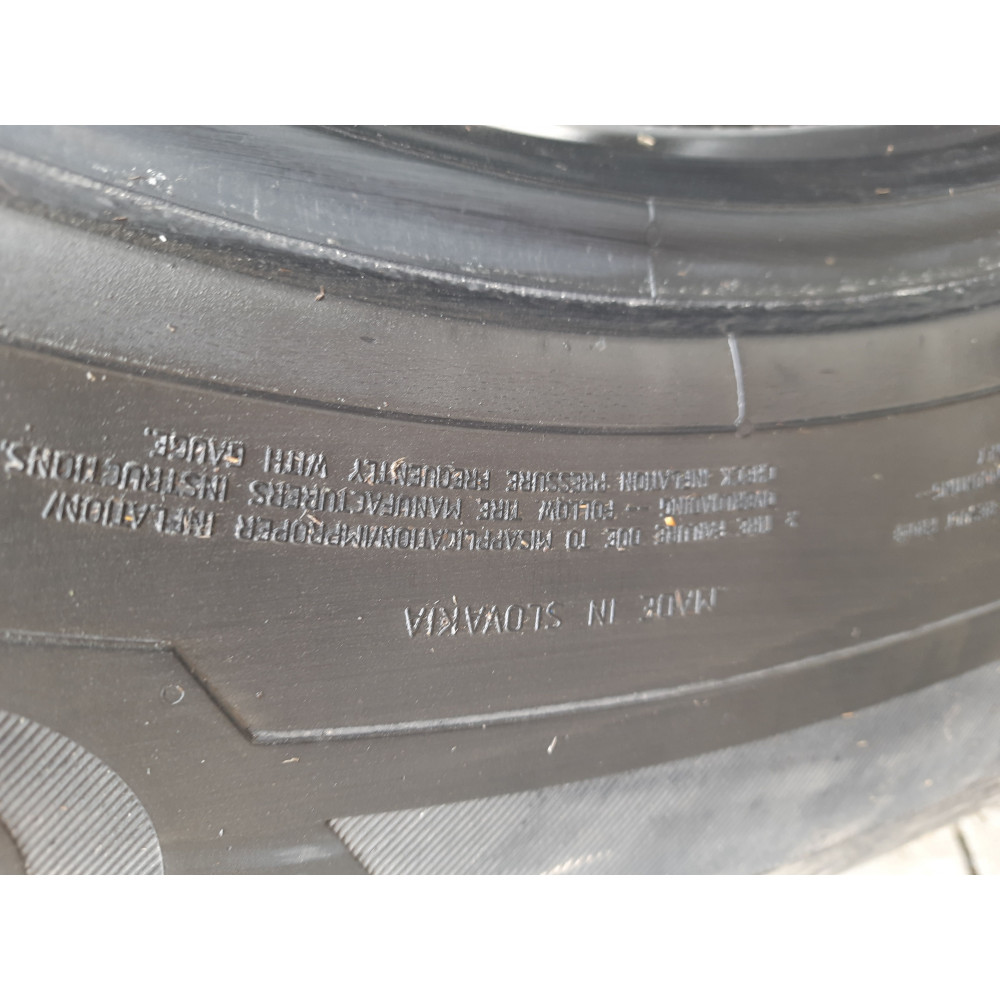 MADE IN SLOVAKIA
TIRE FAILURE DUE TO MISAPPLICATION/IMPROPER INFLATION/
OVERLOADING -- FOLLOW TIRE MANUFACTURERS INSTRUCTIONS.
CHECK INFLATION PRESSURE FREQUENTLY WITH GAUGE.